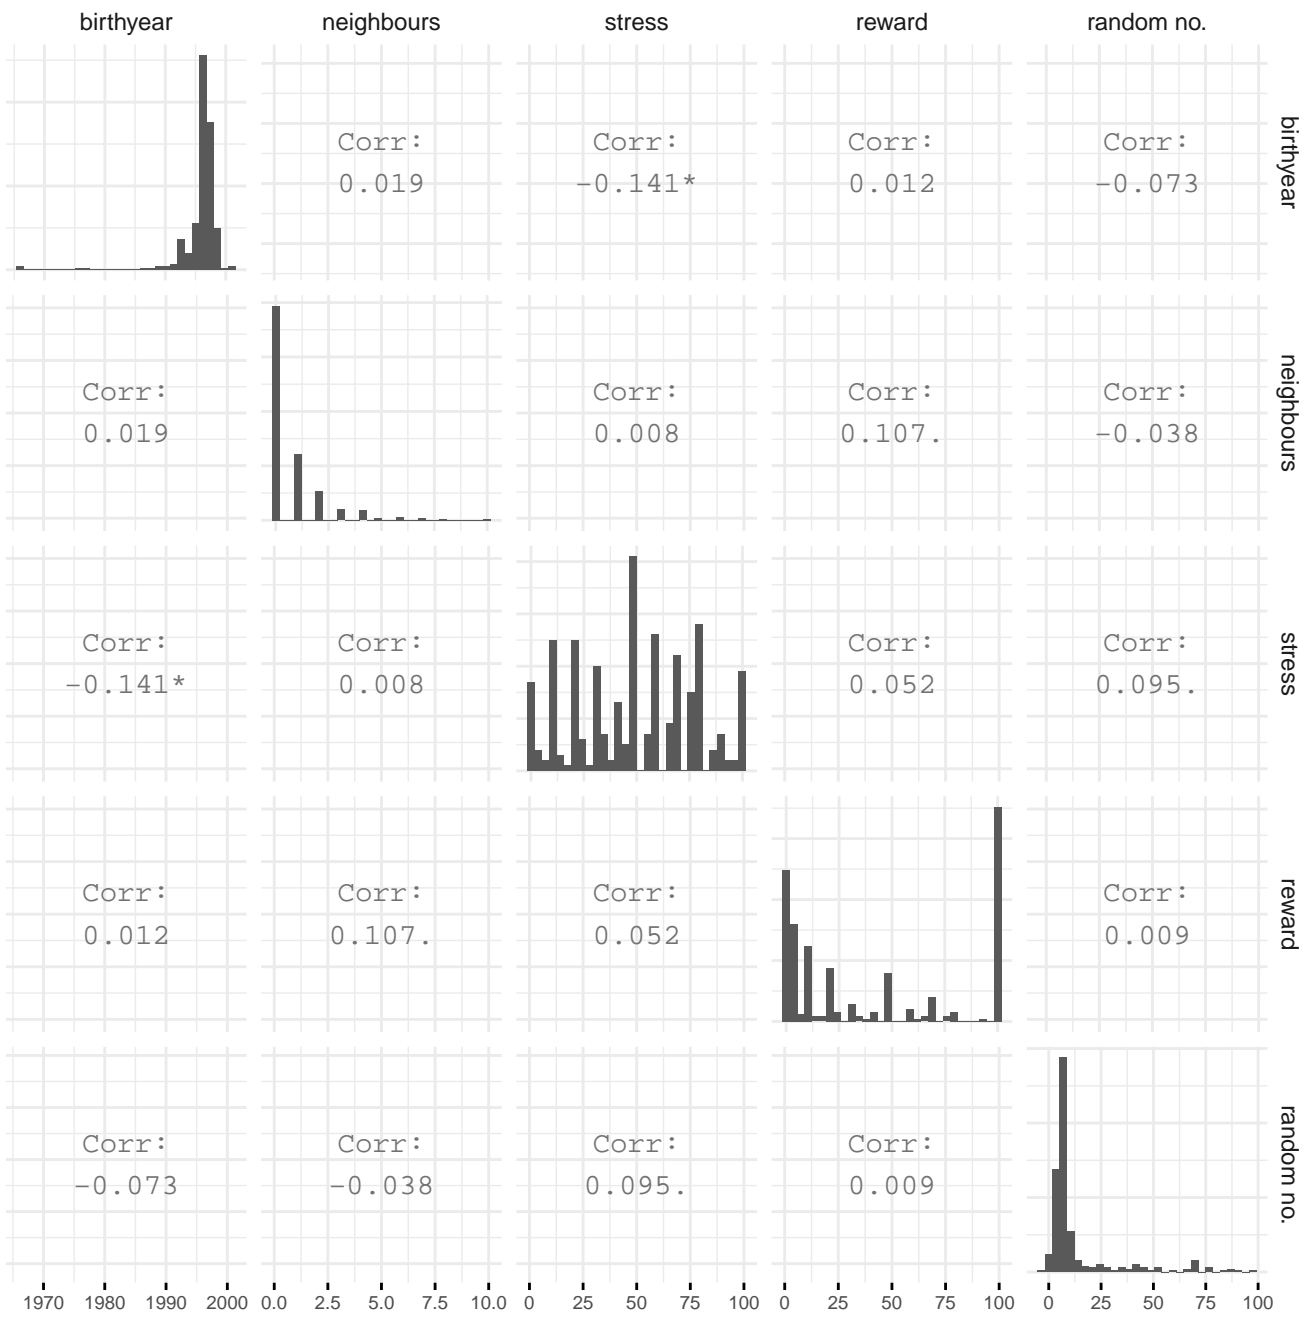 birthyear neighbours stress reward random no.
Corr: Corr: Corr: Corr:
0.019 -0.141* 0.012 -0.073
birthyear
Corr: Corr: Corr: Corr:
0.019 0.008 0.107. -0.038
neighbours
Corr: Corr: Corr: Corr:
-0.141* 0.008 0.052 0.095.
stress
Corr: Corr: Corr: Corr:
0.012 0.107. 0.052 0.009
reward
Corr: Corr: Corr: Corr:
-0.073 -0.038 0.095. 0.009
random no.
1970 1980 1990 2000 0.0 2.5 5.0 7.5 10.0 0 25 50 75 100 0 25 50 75 100 0 25 50 75 100